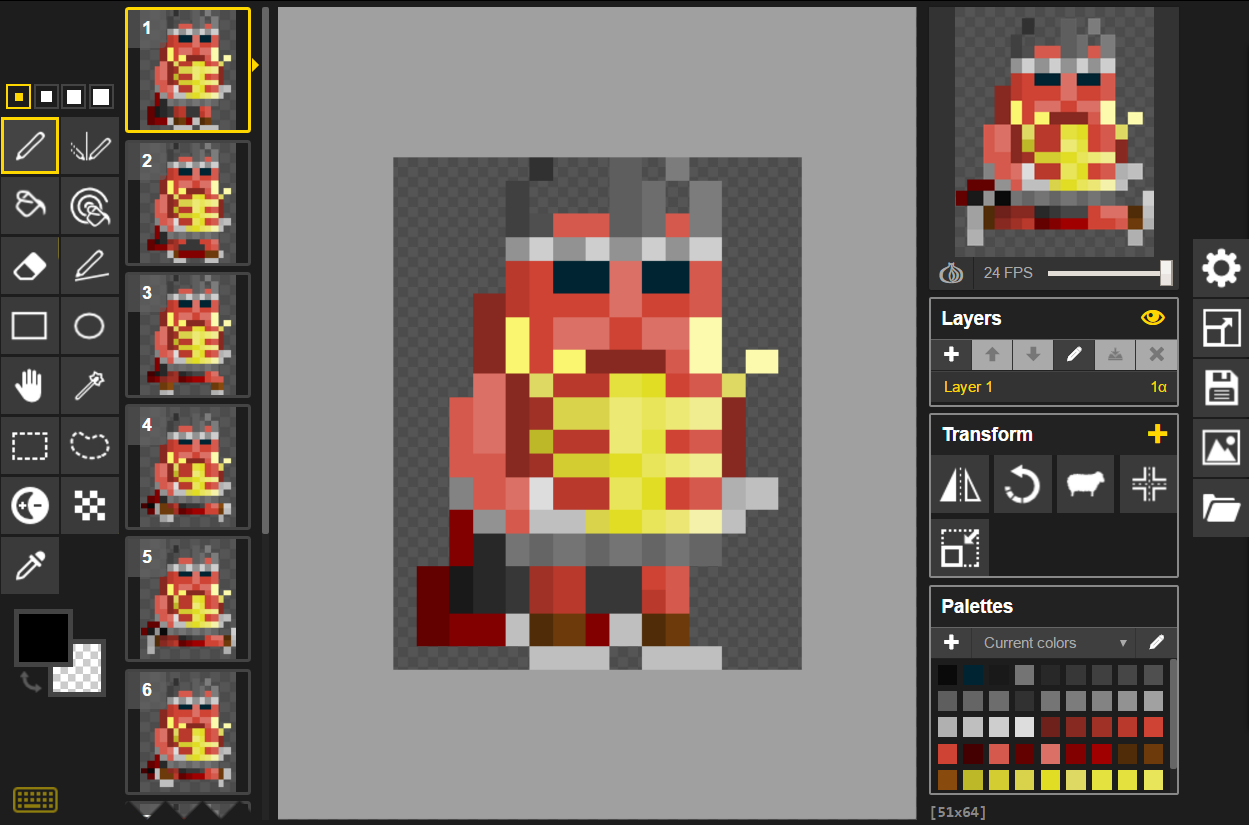 1
2
3
4
5
6
24 FPS
Layers
Layer 1
1α
Transform
Palettes
Current colors
[51x64]